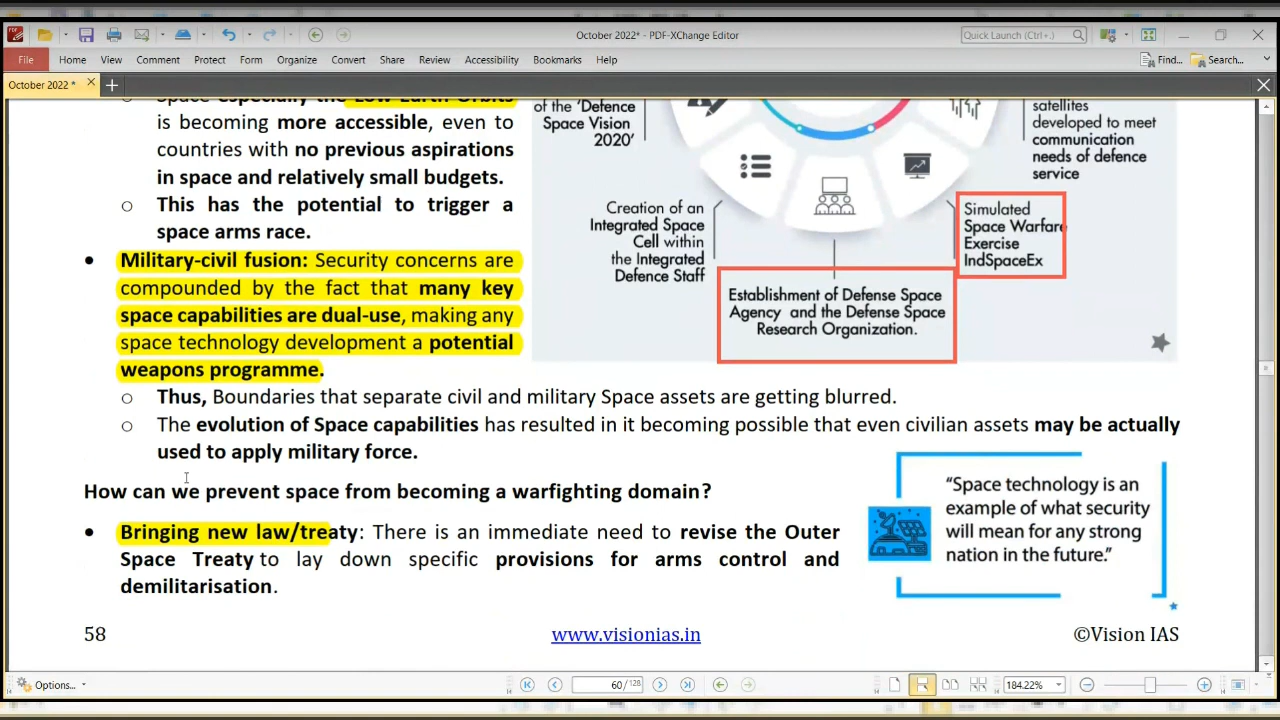 October 2022* - PDF-XChange Editor
Quick Launch (Ctrl+.)
File Home View Comment Protect Form Organize Convert Share Review Accessibility Bookmarks Help
Find... Search...
October 2022 *
Space especially the Low Earth Orbits
is becoming more accessible, even to
countries with no previous aspirations
in space and relatively small budgets.
o This has the potential to trigger a
space arms race.
• Military-civil fusion: Security concerns are
compounded by the fact that many key
space capabilities are dual-use, making any
space technology development a potential
weapons programme.
o Thus, Boundaries that separate civil and military Space assets are getting blurred.
o The evolution of Space capabilities has resulted in it becoming possible that even civilian assets may be actually
used to apply military force.
of the 'Defence
Space Vision
2020'
satellites
developed to meet
communication
needs of defence
service
Creation of an
Integrated Space
Cell within
the Integrated
Defence Staff
Establishment of Defense Space
Agency and the Defense Space
Research Organization.
Simulated
Space Warfare
Exercise
IndSpaceEx
How can we prevent space from becoming a warfighting domain?
• Bringing new law/treaty: There is an immediate need to revise the Outer
Space Treaty to lay down specific provisions for arms control and
demilitarisation.
“Space technology is an
example of what security
will mean for any strong
nation in the future.”
58 www.visionias.in ©Vision IAS
Options... 60 / 128 184.22%